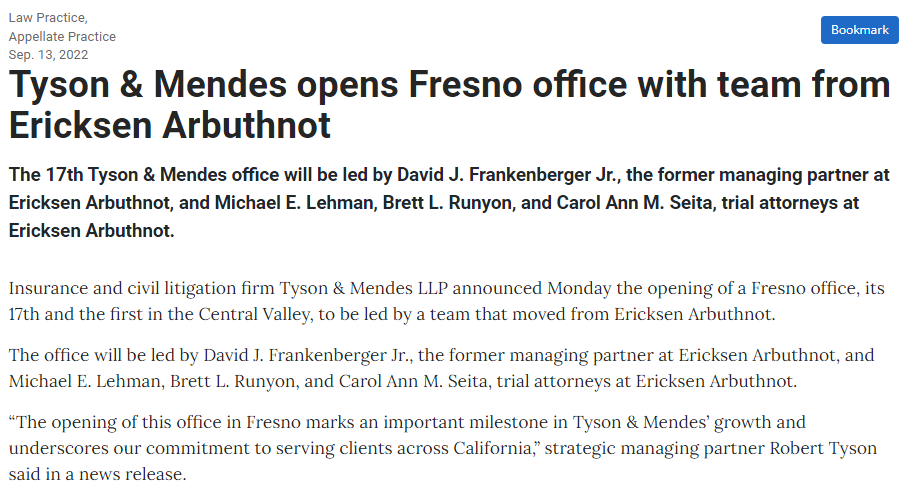 Law Practice,
Appellate Practice
Sep. 13, 2022
Bookmark
Tyson & Mendes opens Fresno office with team from
Ericksen Arbuthnot
The 17th Tyson & Mendes office will be led by David J. Frankenberger Jr., the former managing partner at
Ericksen Arbuthnot, and Michael E. Lehman, Brett L. Runyon, and Carol Ann M. Seita, trial attorneys at
Ericksen Arbuthnot.
Insurance and civil litigation firm Tyson & Mendes LLP announced Monday the opening of a Fresno office, its
17th and the first in the Central Valley, to be led by a team that moved from Ericksen Arbuthnot.
The office will be led by David J. Frankenberger Jr., the former managing partner at Ericksen Arbuthnot, and
Michael E. Lehman, Brett L. Runyon, and Carol Ann M. Seita, trial attorneys at Ericksen Arbuthnot.
“The opening of this office in Fresno marks an important milestone in Tyson & Mendes’ growth and
underscores our commitment to serving clients across California,” strategic managing partner Robert Tyson
said in a news release.